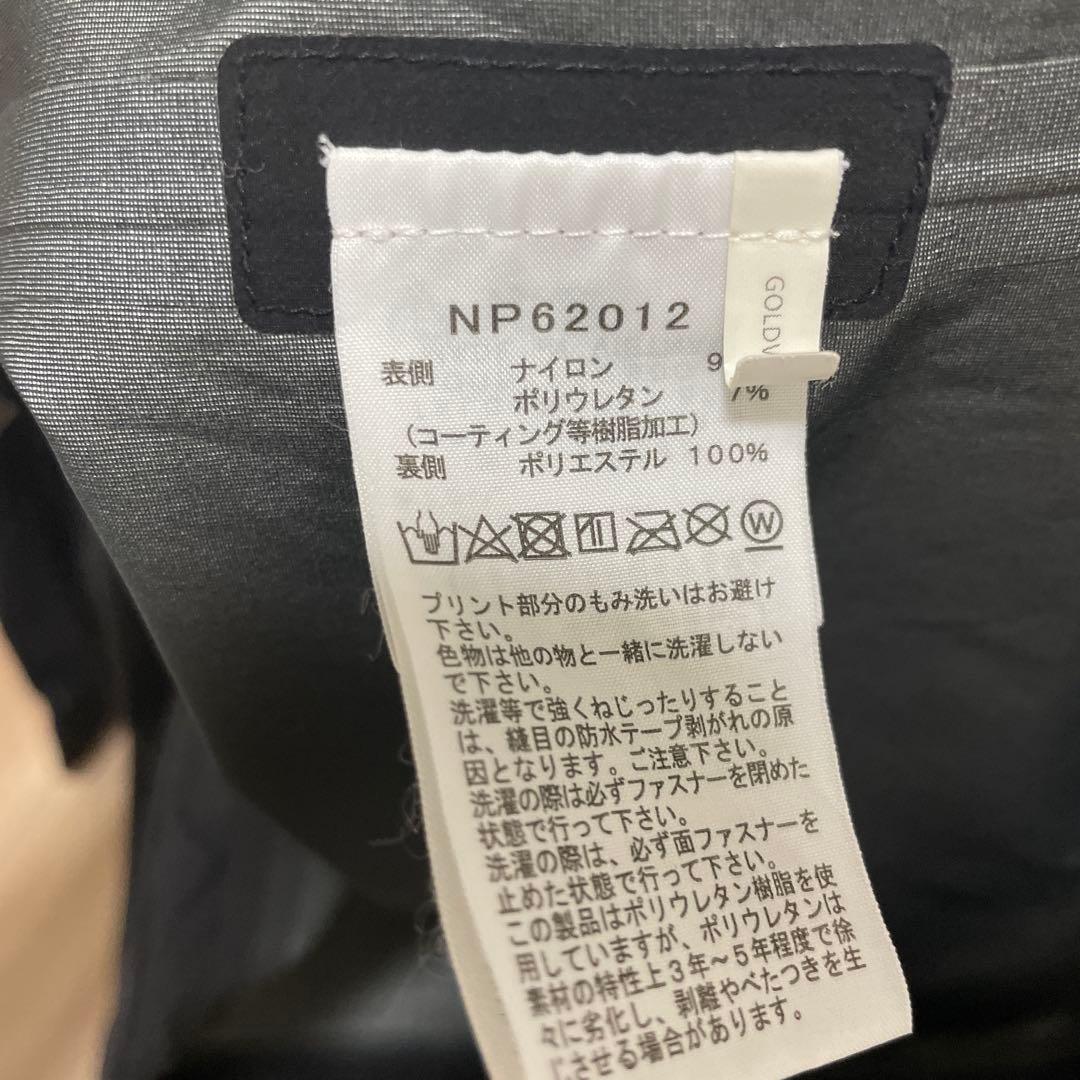 NP62012
GOLDW
表側 ナイロン 9
ポリウレタン 7%
(コーティング等樹脂加工)
裏側 ポリエステル 100%
W
プリント部分のもみ洗いはお避け
下さい。
色物は他の物と一緒に洗濯しない
で下さい。
洗濯等で強くねじったりすること
は、縫目の防水テープ剥がれの原
因となります。ご注意下さい。
洗濯の際は必ずファスナーを閉めた
状態で行って下さい。
洗濯の際は、必ず面ファスナーを
止めた状態で行って下さい。
この製品はポリウレタン樹脂を使
用していますが、ポリウレタンは
素材の特性上3年～5年程度で徐
々に劣化し、剥離やべたつきを生
じさせる場合があります。